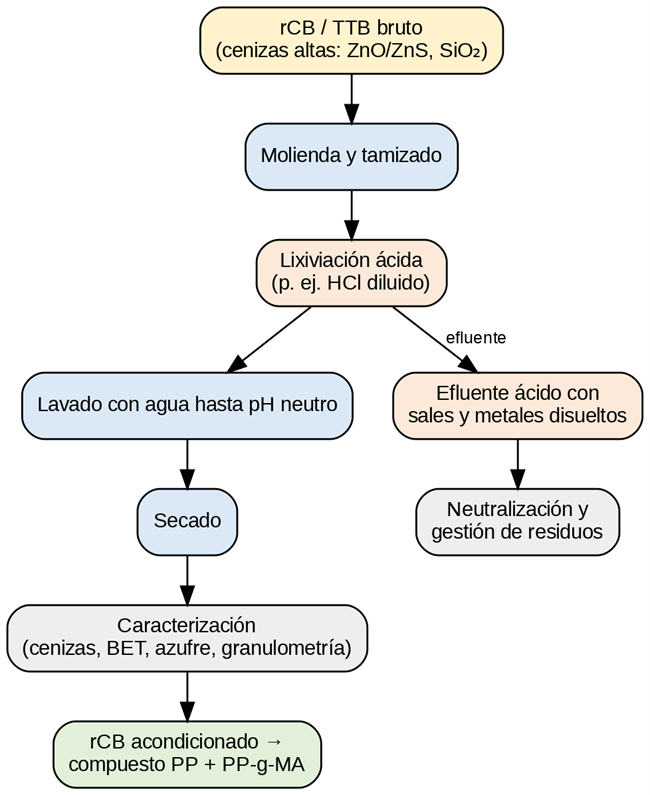 rCB / TTB bruto
(cenizas altas: ZnO/ZnS, SiO₂)
Molienda y tamizado
Lixiviación ácida
(p. ej. HCl diluido)
efluente
Lavado con agua hasta pH neutro
Efluente ácido con
sales y metales disueltos
Secado
Neutralización y
gestión de residuos
Caracterización
(cenizas, BET, azufre, granulometría)
rCB acondicionado →
compuesto PP + PP-g-MA